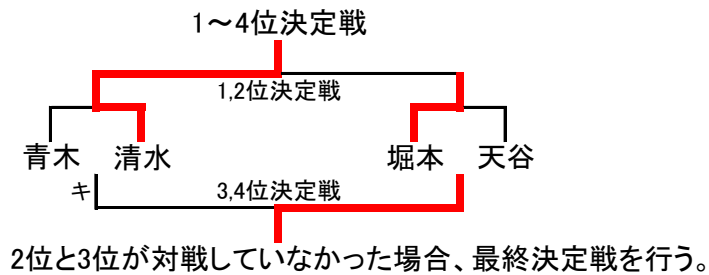 1～4位決定戦
1,2位決定戦
青木 清水 堀本 天谷
キ 3,4位決定戦
2位と3位が対戦していなかった場合、最終決定戦を行う。